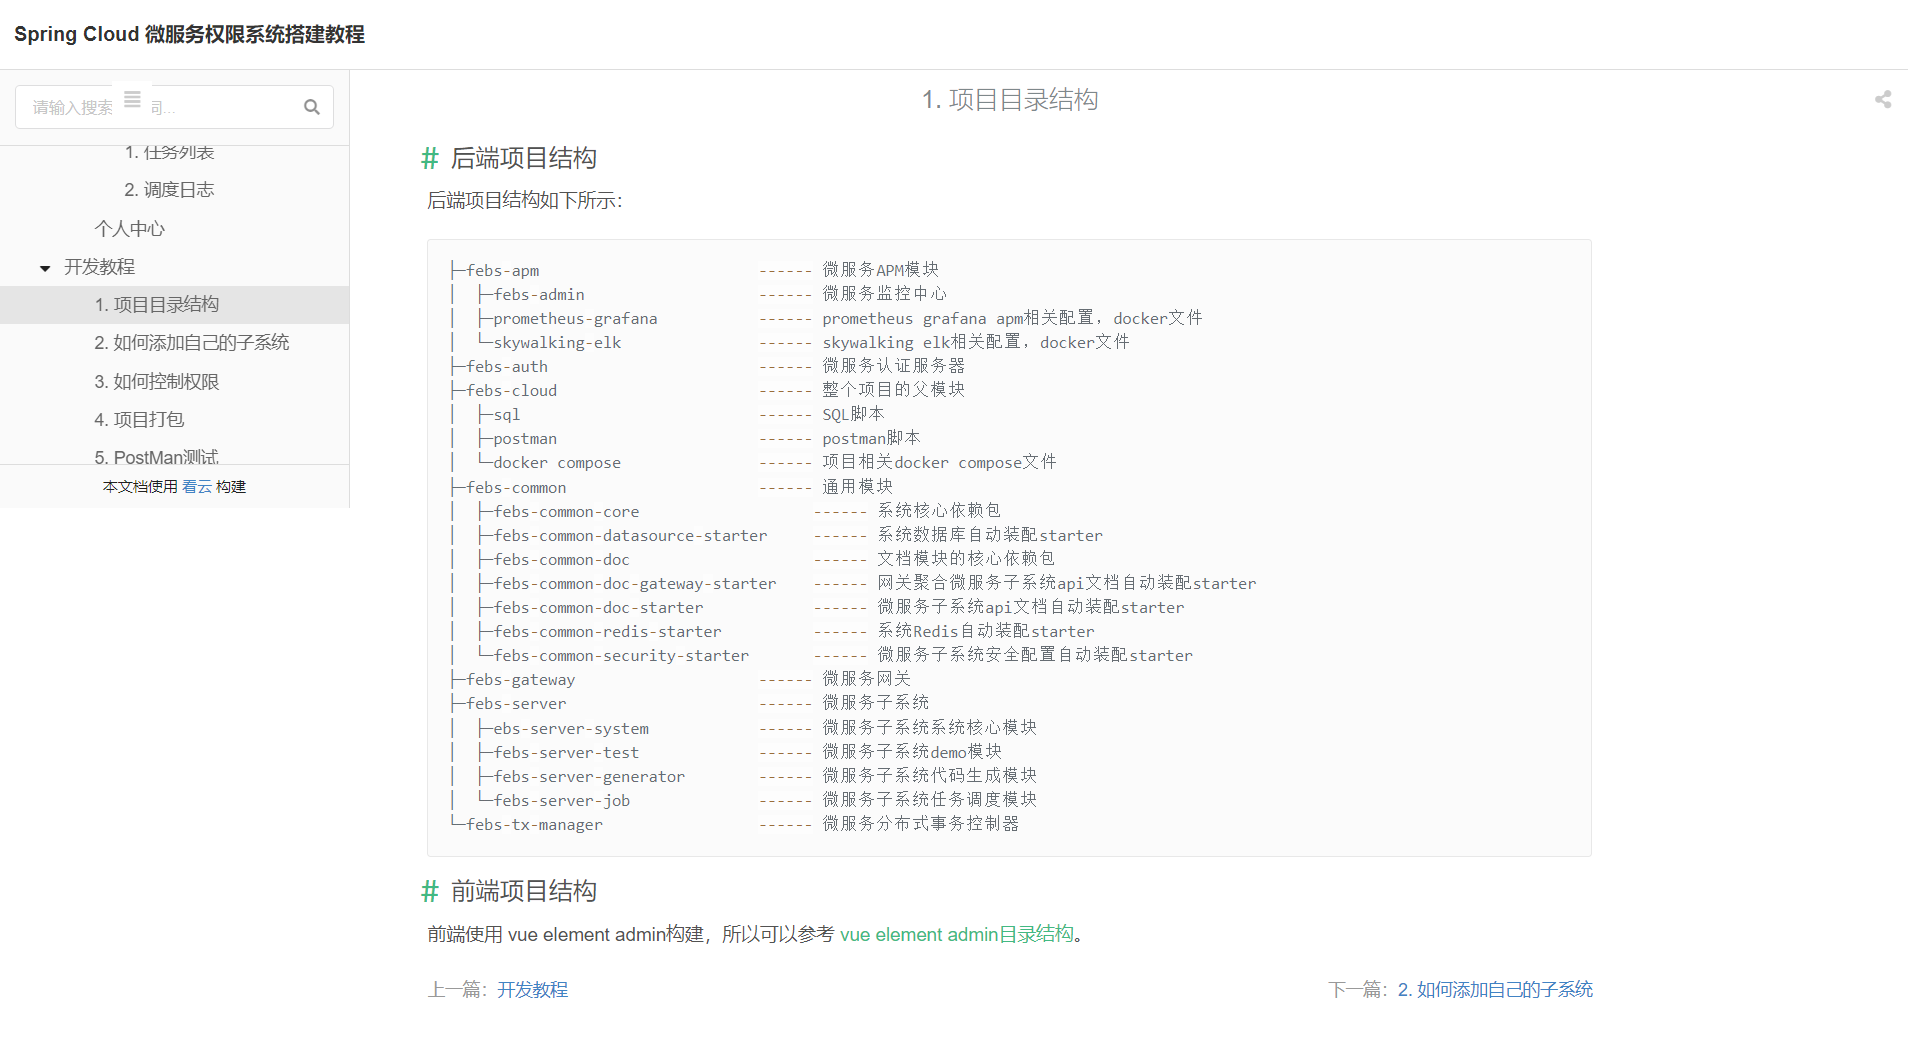 Spring Cloud 微服务权限系统搭建教程
请输入搜索 词...
1. 任务列表
2. 调度日志
个人中心
开发教程
1. 项目目录结构
2. 如何添加自己的子系统
3. 如何控制权限
4. 项目打包
5. PostMan测试
本文档使用 看云 构建
1. 项目目录结构
# 后端项目结构
后端项目结构如下所示：
├─febs-apm ------ 微服务APM模块
│ ├─febs-admin ------ 微服务监控中心
│ ├─prometheus-grafana ------ prometheus grafana apm相关配置，docker文件
│ └─skywalking-elk ------ skywalking elk相关配置，docker文件
├─febs-auth ------ 微服务认证服务器
├─febs-cloud ------ 整个项目的父模块
│ ├─sql ------ SQL脚本
│ ├─postman ------ postman脚本
│ └─docker compose ------ 项目相关docker compose文件
├─febs-common ------ 通用模块
│ ├─febs-common-core ------ 系统核心依赖包
│ ├─febs-common-datasource-starter ------ 系统数据库自动装配starter
│ ├─febs-common-doc ------ 文档模块的核心依赖包
│ ├─febs-common-doc-gateway-starter ------ 网关聚合微服务子系统api文档自动装配starter
│ ├─febs-common-doc-starter ------ 微服务子系统api文档自动装配starter
│ ├─febs-common-redis-starter ------ 系统Redis自动装配starter
│ └─febs-common-security-starter ------ 微服务子系统安全配置自动装配starter
├─febs-gateway ------ 微服务网关
├─febs-server ------ 微服务子系统
│ ├─ebs-server-system ------ 微服务子系统系统核心模块
│ ├─febs-server-test ------ 微服务子系统demo模块
│ ├─febs-server-generator ------ 微服务子系统代码生成模块
│ └─febs-server-job ------ 微服务子系统任务调度模块
└─febs-tx-manager ------ 微服务分布式事务控制器
# 前端项目结构
前端使用 vue element admin构建，所以可以参考 vue element admin目录结构。
上一篇：开发教程
下一篇：2. 如何添加自己的子系统